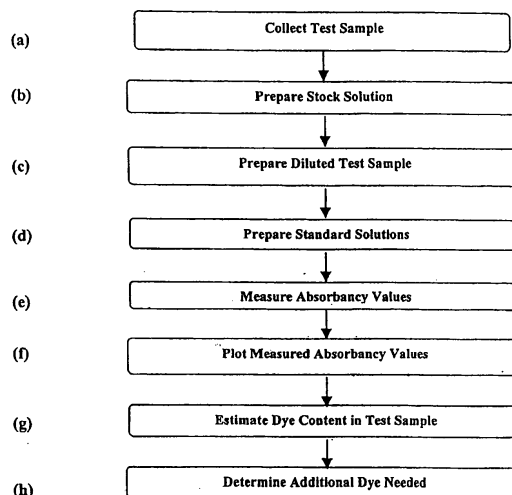 (a) Collect Test Sample
(b) Prepare Stock Solution
(c) Prepare Diluted Test Sample
(d) Prepare Standard Solutions
(e) Measure Absorbancy Values
(f) Plot Measured Absorbancy Values
(g) Estimate Dye Content in Test Sample
(h) Determine Additional Dye Needed